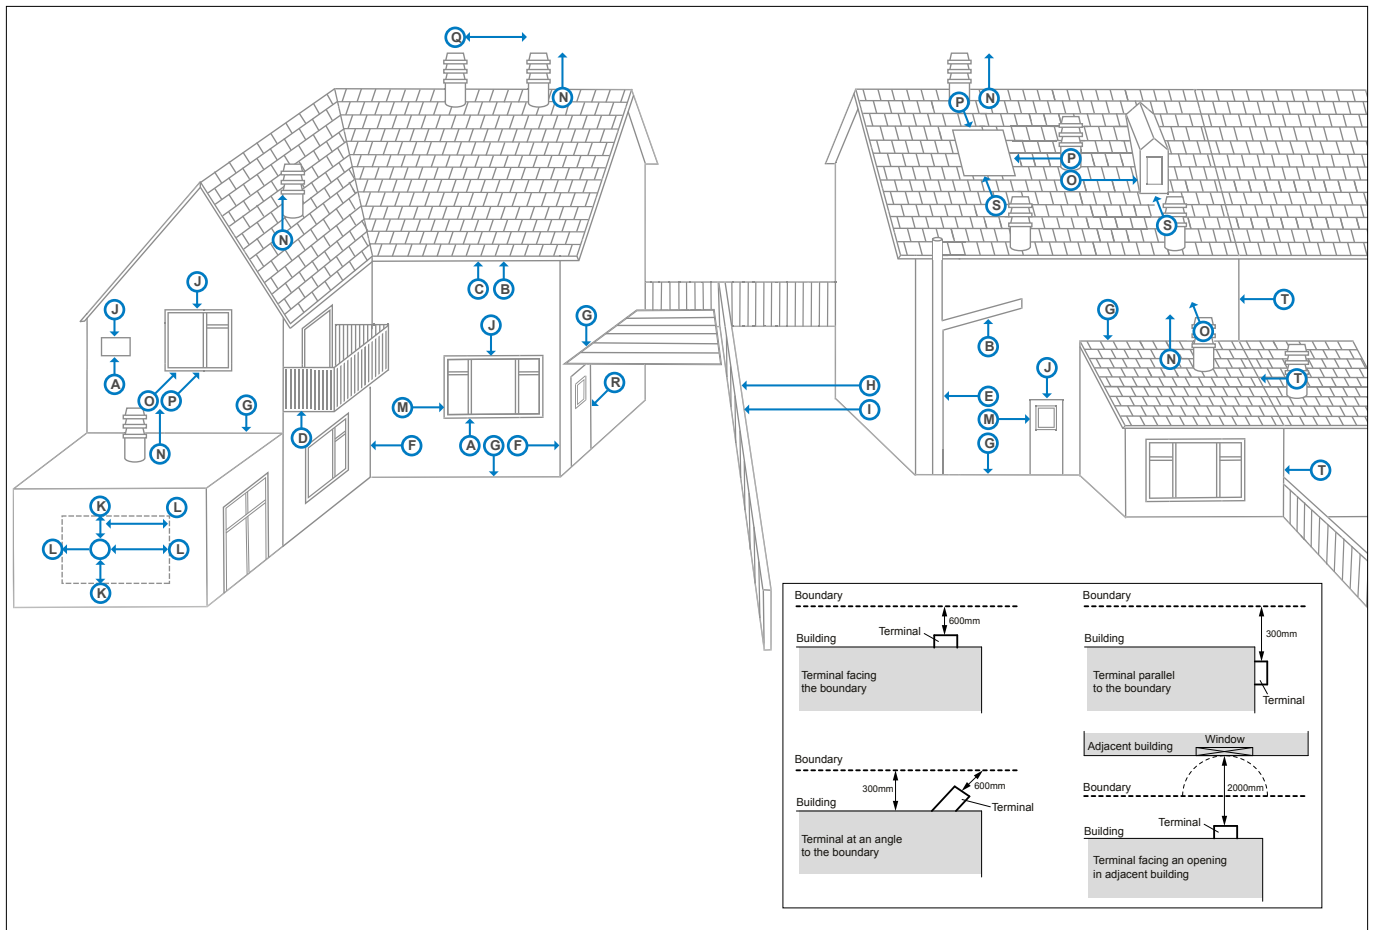 Q
N
P
N
P
O
S
S
N
J
J
C
B
G
J
G
T
B
O
N
A
R
H
J
T
O
P
G
M
I
E
M
D
F
A
G
F
G
N
T
K
L
L
L
K
Boundary
600mm
Terminal
Building
Terminal facing
the boundary
Boundary
300mm
Building
Terminal parallel
to the boundary
Terminal
Boundary
300mm
600mm
Building
Terminal
Terminal at an angle
to the boundary
Window
Adjacent building
Boundary
2000mm
Terminal
Building
Terminal facing an opening
in adjacent building